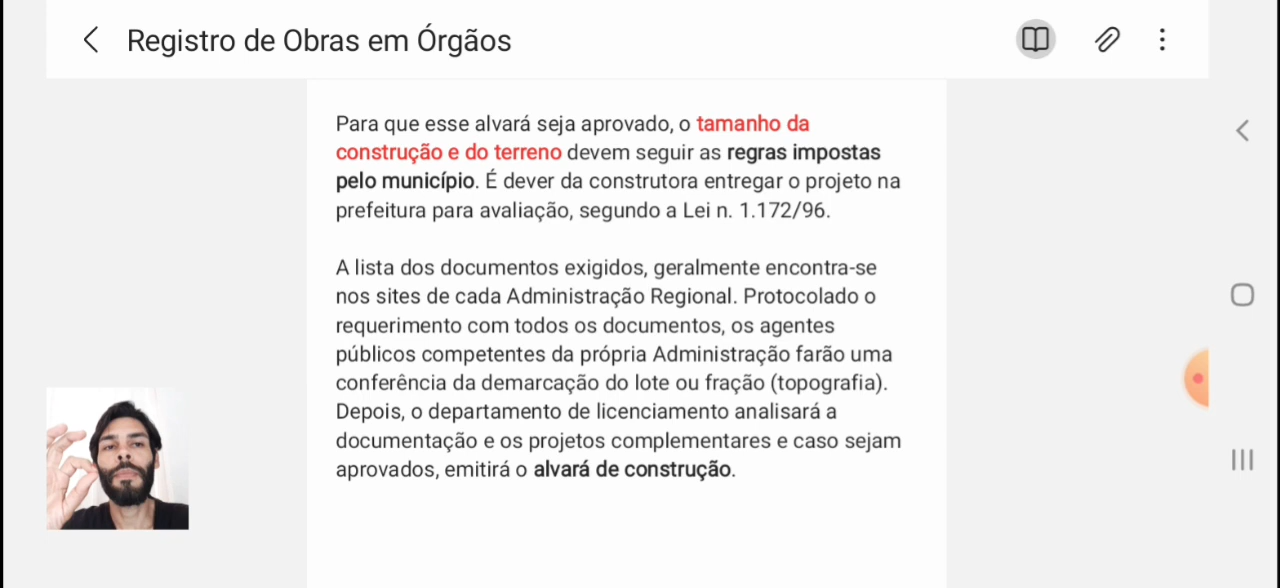 Registro de Obras em Órgãos
Para que esse alvará seja aprovado, o tamanho da
construção e do terreno devem seguir as regras impostas
pelo município. É dever da construtora entregar o projeto na
prefeitura para avaliação, segundo a Lei n. 1.172/96.
A lista dos documentos exigidos, geralmente encontra-se
nos sites de cada Administração Regional. Protocolado o
requerimento com todos os documentos, os agentes
públicos competentes da própria Administração farão uma
conferência da demarcação do lote ou fração (topografia).
Depois, o departamento de licenciamento analisará a
documentação e os projetos complementares e caso sejam
aprovados, emitirá o alvará de construção.